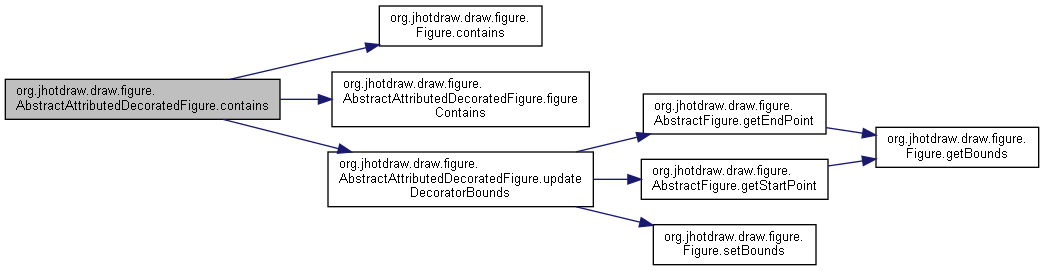 org.jhotdraw.draw.figure.
Figure.contains
org.jhotdraw.draw.figure.
AbstractAttributedDecoratedFigure.contains
org.jhotdraw.draw.figure.
AbstractAttributedDecoratedFigure.figure
Contains
org.jhotdraw.draw.figure.
AbstractAttributedDecoratedFigure.update
DecoratorBounds
org.jhotdraw.draw.figure.
AbstractFigure.getEndPoint
org.jhotdraw.draw.figure.
AbstractFigure.getStartPoint
org.jhotdraw.draw.figure.
Figure.setBounds
org.jhotdraw.draw.figure.
Figure.getBounds